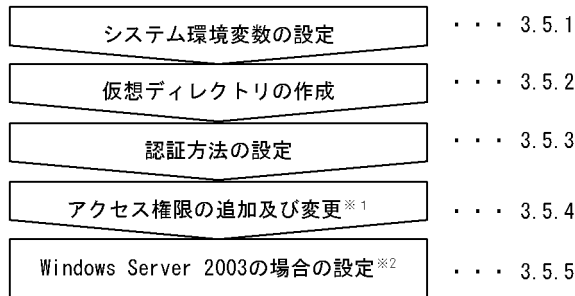 システム環境変数の設定 ・・・ 3.5.1
仮想ディレクトリの作成 ・・・ 3.5.2
認証方法の設定 ・・・ 3.5.3
アクセス権限の追加及び変更※1 ・・・ 3.5.4
Windows Server 2003の場合の設定※2 ・・・ 3.5.5